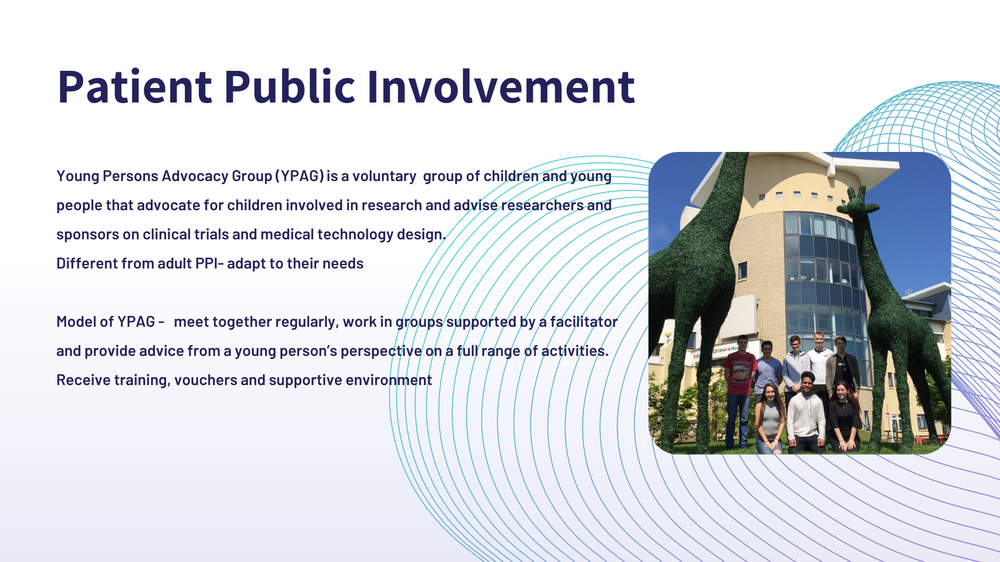 Patient Public Involvement
Young Persons Advocacy Group (YPAG) is a voluntary  group of children and young
people that advocate for children involved in research and advise researchers and
sponsors on clinical trials and medical technology design.
Different from adult PPI- adapt to their needs
Model of YPAG -  meet together regularly, work in groups supported by a facilitator
and provide advice from a young person’s perspective on a full range of activities.
Receive training, vouchers and supportive environment
Children's
CAMPERVAN